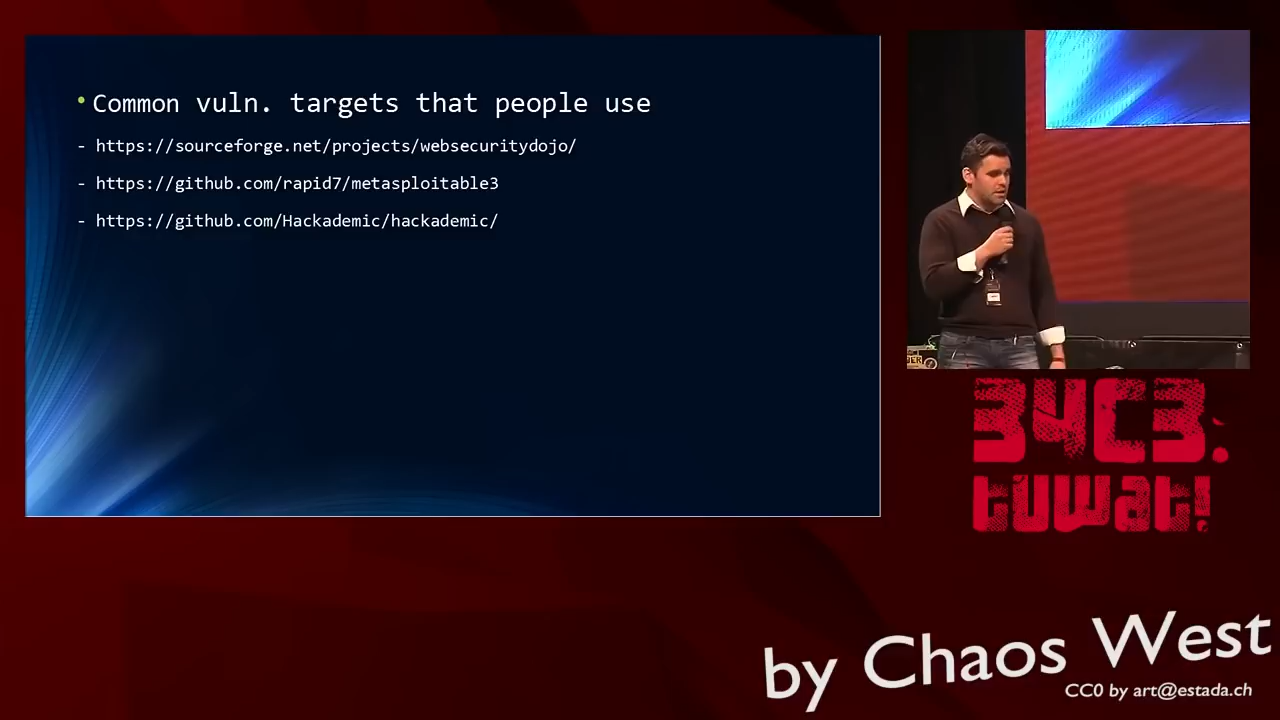 Common vuln. targets that people use
- https://sourceforge.net/projects/websecuritydojo/
- https://github.com/rapid7/metasploitable3
- https://github.com/Hackademic/hackademic/
34C3:
tuwat!
by Chaos West
CC0 by art@estada.ch